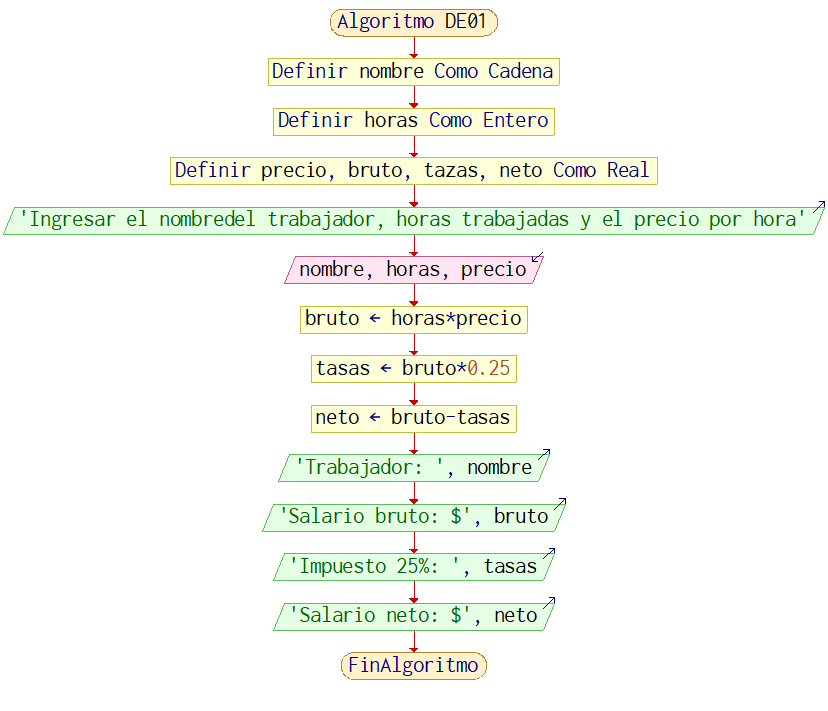 Algoritmo DE01
Definir nombre Como Cadena
Definir horas Como Entero
Definir precio, bruto, tazas, neto Como Real
'Ingresar el nombredel trabajador, horas trabajadas y el precio por hora'
nombre, horas, precio
bruto ← horas*precio
tasas ← bruto*0.25
neto ← bruto-tasas
'Trabajador: ', nombre
'Salario bruto: $', bruto
'Impuesto 25%: ', tasas
'Salario neto: $', neto
FinAlgoritmo